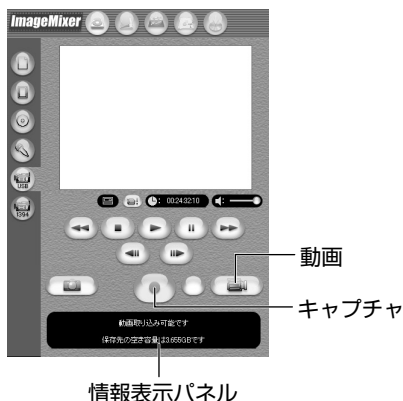 ImageMixer
USB
1394
00:24:32:10
動画
キャプチャ
動画取り込み可能です
保存先の空き容量は3.655GBです
情報表示パネル